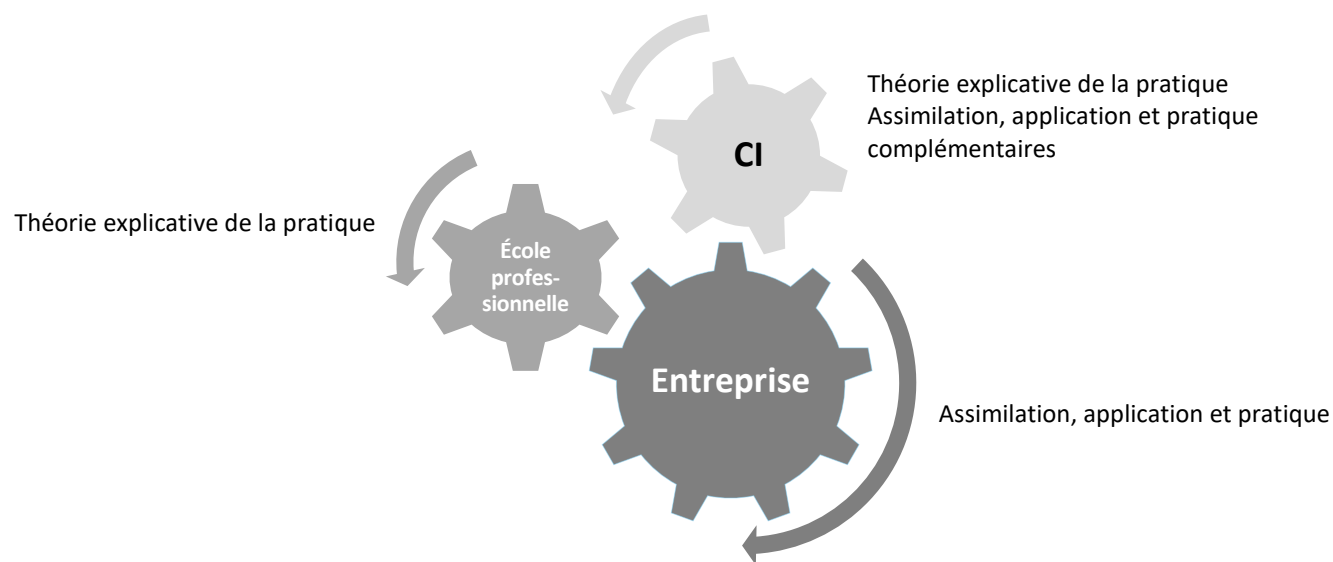 Théorie explicative de la pratique
Assimilation, application et pratique
complémentaires
CI
Théorie explicative de la pratique
École
profes-
sionnelle
Entreprise
Assimilation, application et pratique